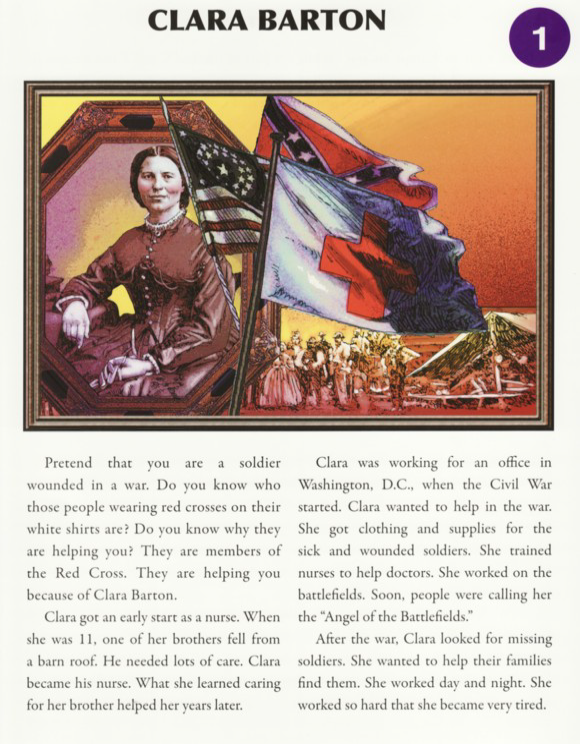 CLARA BARTON
1
Pretend that you are a soldier
wounded in a war. Do you know who
those people wearing red crosses on their
white shirts are? Do you know why they
are helping you? They are members of
the Red Cross. They are helping you
because of Clara Barton.
Clara got an early start as a nurse. When
she was 11, one of her brothers fell from
a barn roof. He needed lots of care. Clara
became his nurse. What she learned caring
for her brother helped her years later.
Clara was working for an office in
Washington, D.C., when the Civil War
started. Clara wanted to help in the war.
She got clothing and supplies for the
sick and wounded soldiers. She trained
nurses to help doctors. She worked on the
battlefields. Soon, people were calling her
the “Angel of the Battlefields.”
After the war, Clara looked for missing
soldiers. She wanted to help their families
find them. She worked day and night. She
worked so hard that she became very tired.